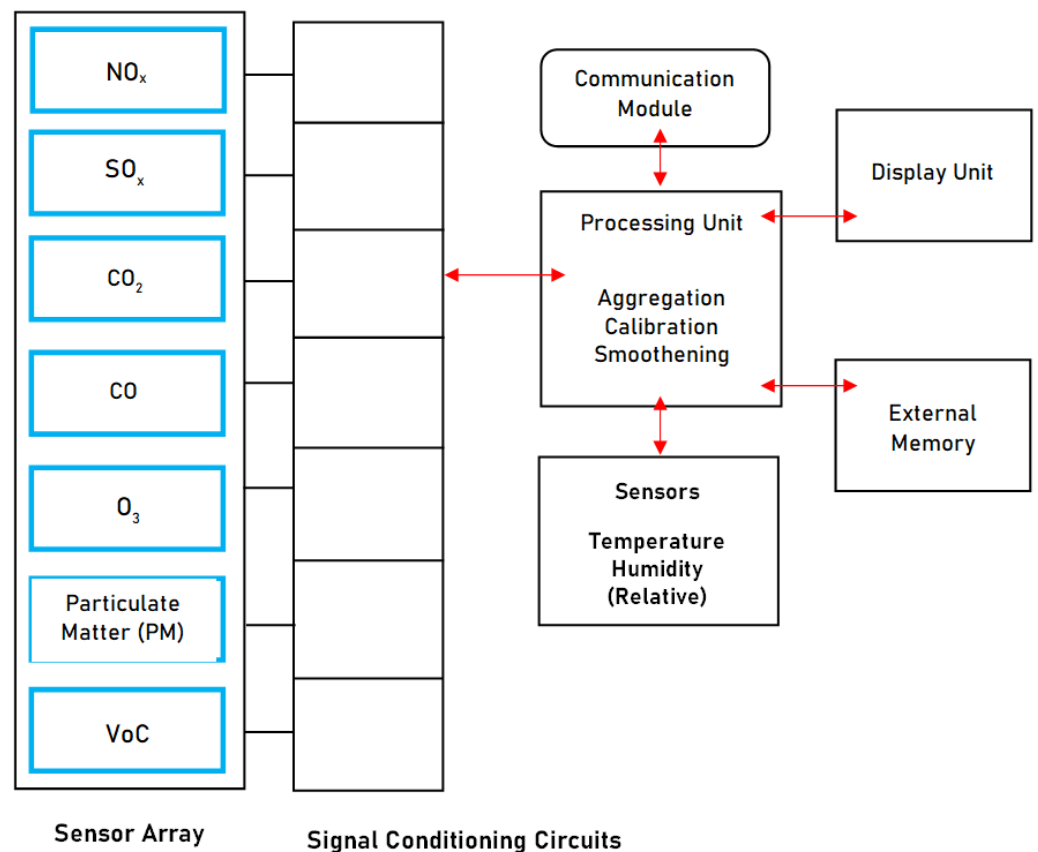 NOₓ
SOₓ
CO₂
CO
O₃
Particulate
Matter (PM)
VoC
Sensor Array
Signal Conditioning Circuits
Communication
Module
Processing Unit
Aggregation
Calibration
Smoothening
Sensors
Temperature
Humidity
(Relative)
Display Unit
External
Memory